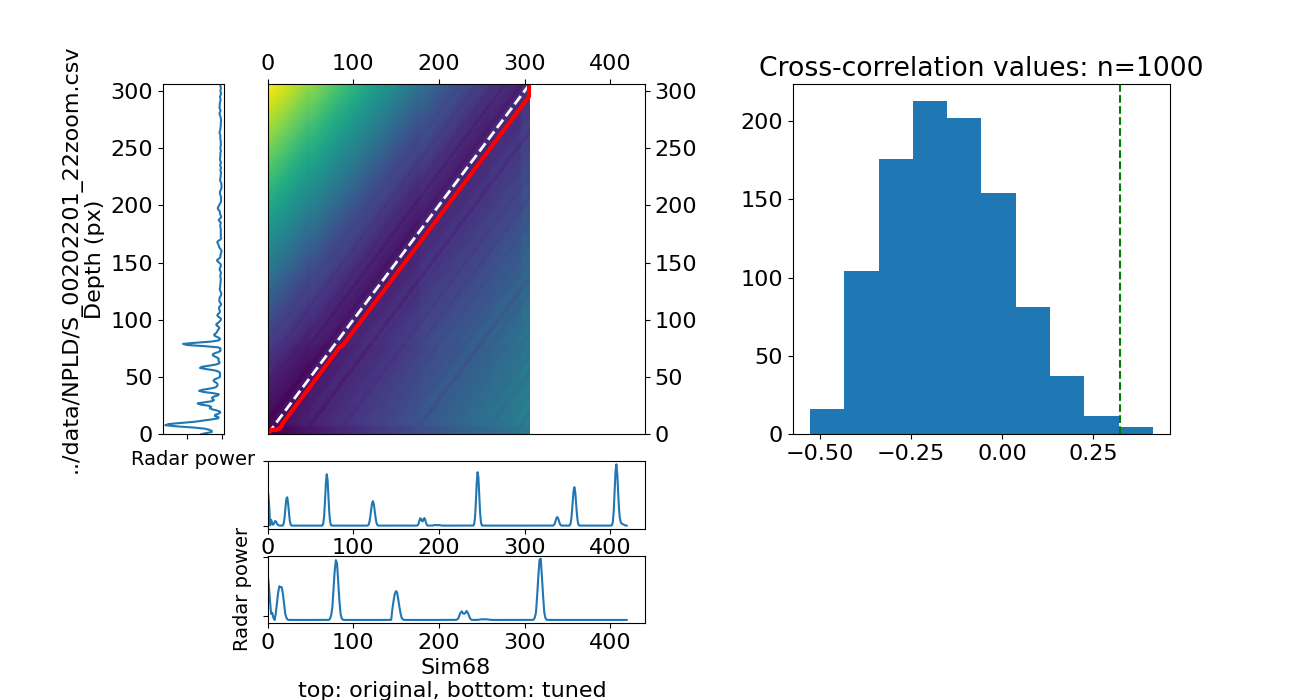 ../data/NPLD/S_00202201_22zoom.csv
Depth (px)
0 100 200 300 400
300
250
200
150
100
50
0
300
250
200
150
100
50
0
Radar power
0 100 200 300 400
Radar power
0 100 200 300 400
Sim68
top: original, bottom: tuned
Cross-correlation values: n=1000
200
150
100
50
0
−0.50 −0.25 0.00 0.25